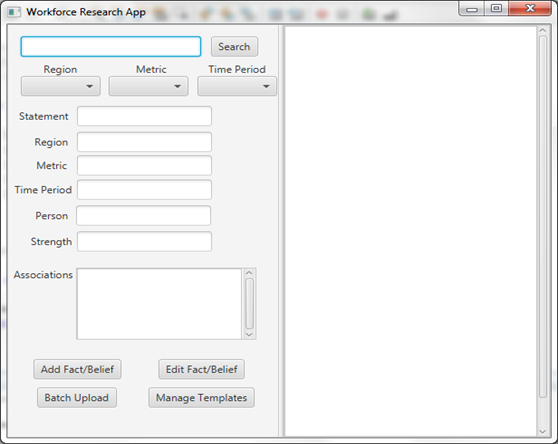 Workforce Research App
Search
Region Metric Time Period
Statement
Region
Metric
Time Period
Person
Strength
Associations
Add Fact/Belief Edit Fact/Belief
Batch Upload Manage Templates